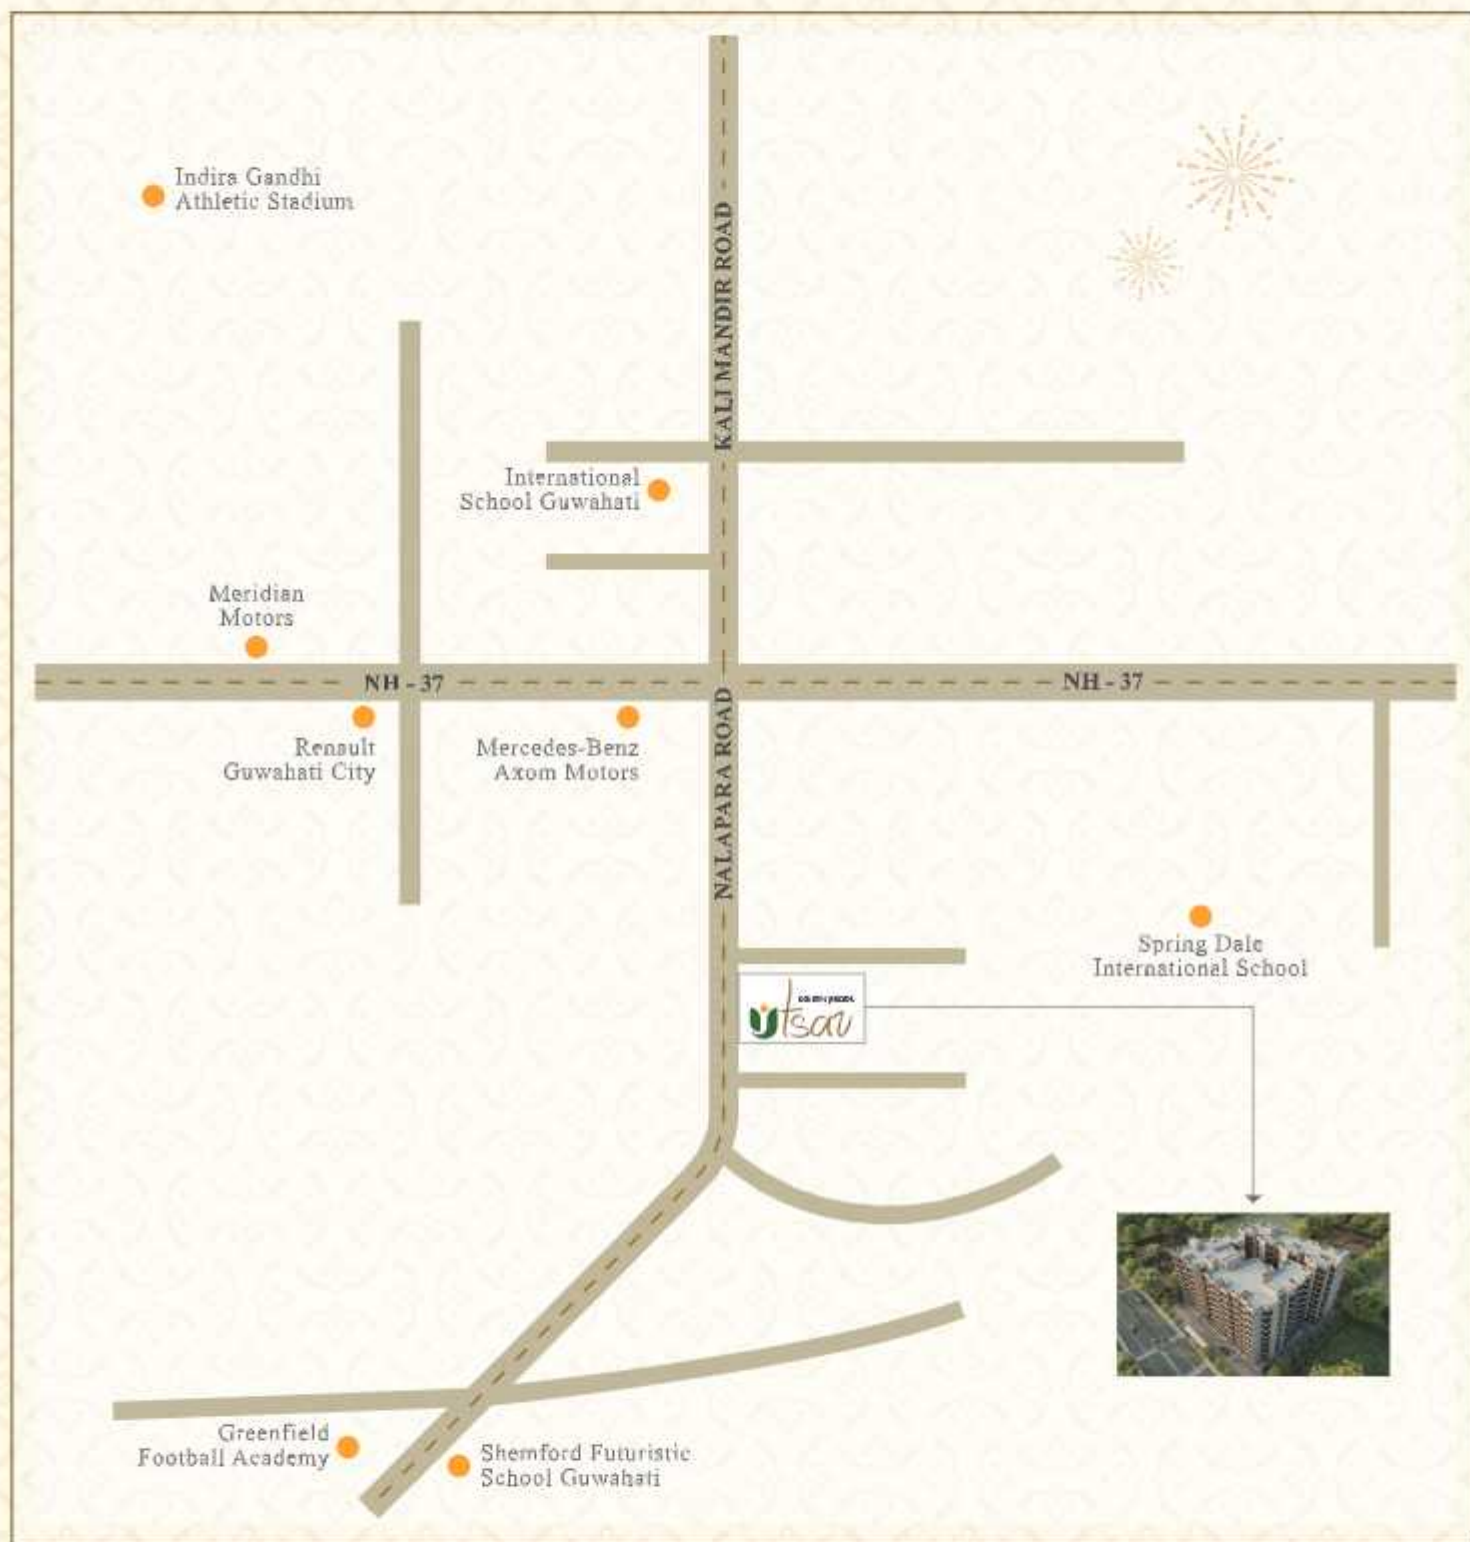 Indira Gandhi
Athletic Stadium
KALI MANDIR ROAD
International
School Guwahati
Meridian
Motors
NH - 37
NH - 37
Renault
Guwahati City
Mercedes-Benz
Axom Motors
NALAPARA ROAD
Spring Dale
International School
utsav
Greenfield
Football Academy
Shemford Futuristic
School Guwahati